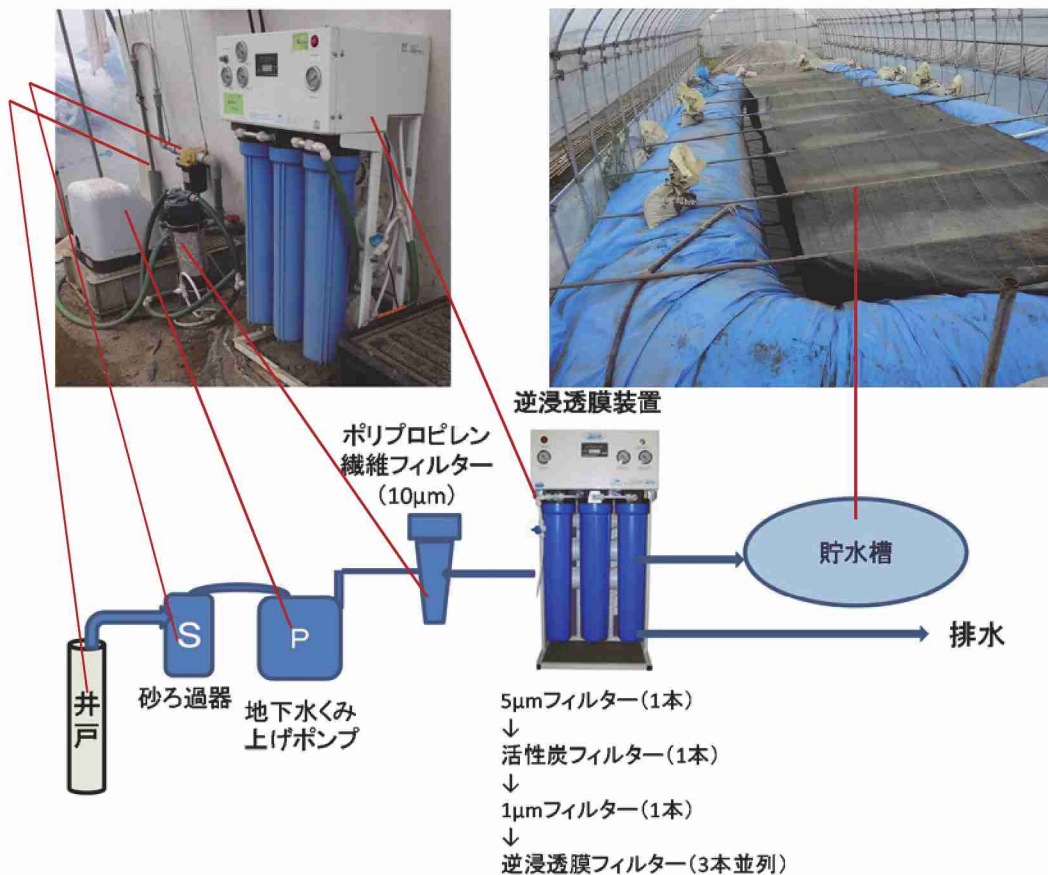 逆浸透膜装置
ポリプロピレン
繊維フィルター
（10μm）
貯水槽
排水
井
戸
S
砂ろ過器
P
地下水くみ
上げポンプ
5μmフィルター（1本）
↓
活性炭フィルター（1本）
↓
1μmフィルター（1本）
↓
逆浸透膜フィルター（3本並列）